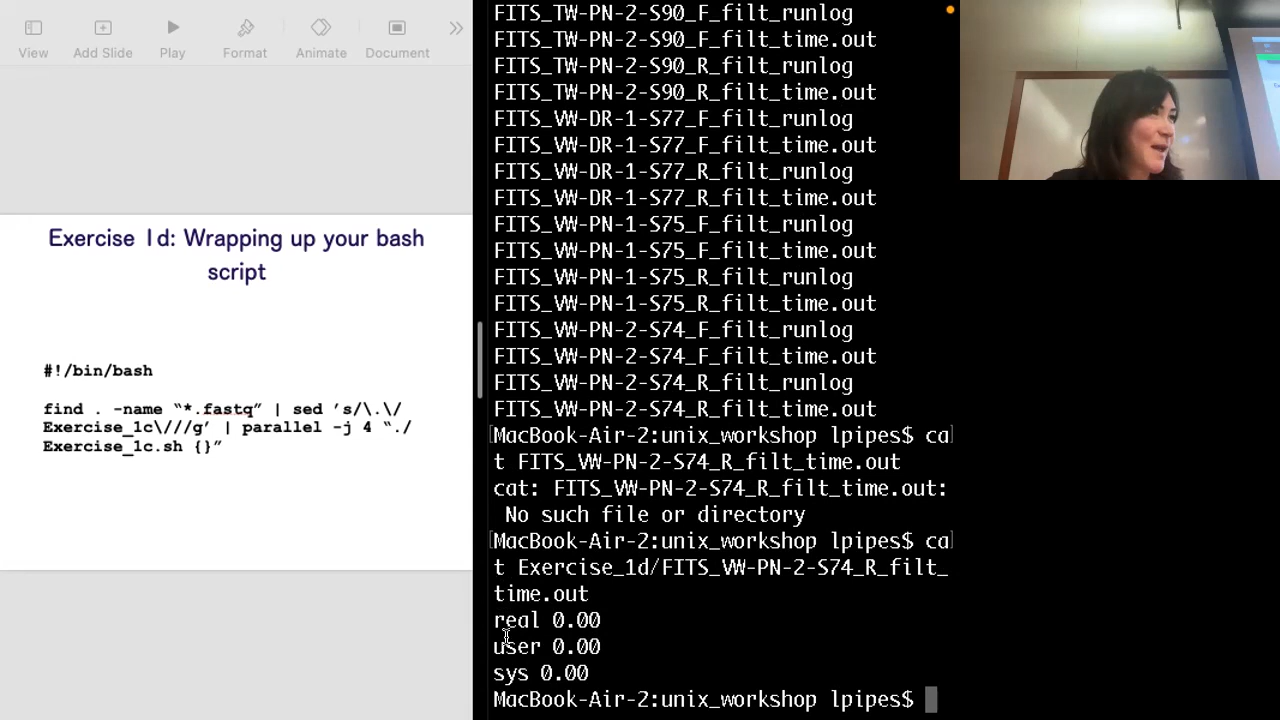 View
Add Slide
Play
Format
Animate
Document
Exercise 1d: Wrapping up your bash
script
#!/bin/bash
find . -name “*.fastq” | sed ’s/\.\/
Exercise_1c\///g’ | parallel -j 4 “./
Exercise_1c.sh {}”
FITS_TW-PN-2-S90_F_filt_runlog
FITS_TW-PN-2-S90_F_filt_time.out
FITS_TW-PN-2-S90_R_filt_runlog
FITS_TW-PN-2-S90_R_filt_time.out
FITS_VW-DR-1-S77_F_filt_runlog
FITS_VW-DR-1-S77_F_filt_time.out
FITS_VW-DR-1-S77_R_filt_runlog
FITS_VW-DR-1-S77_R_filt_time.out
FITS_VW-PN-1-S75_F_filt_runlog
FITS_VW-PN-1-S75_F_filt_time.out
FITS_VW-PN-1-S75_R_filt_runlog
FITS_VW-PN-1-S75_R_filt_time.out
FITS_VW-PN-2-S74_F_filt_runlog
FITS_VW-PN-2-S74_F_filt_time.out
FITS_VW-PN-2-S74_R_filt_runlog
FITS_VW-PN-2-S74_R_filt_time.out
[MacBook-Air-2:unix_workshop lpipes$ ca]
t FITS_VW-PN-2-S74_R_filt_time.out
cat: FITS_VW-PN-2-S74_R_filt_time.out:
No such file or directory
[MacBook-Air-2:unix_workshop lpipes$ ca]
t Exercise_1d/FITS_VW-PN-2-S74_R_filt_
time.out
real 0.00
user 0.00
sys 0.00
MacBook-Air-2:unix_workshop lpipes$